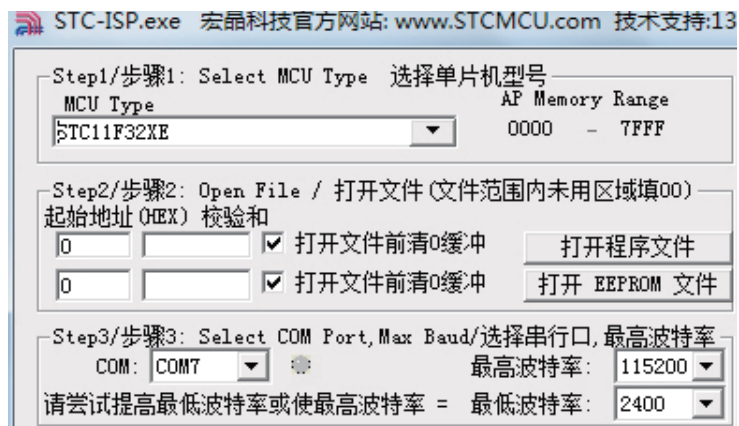 STC-ISP.exe 宏晶科技官方网站: www.STCMCU.com 技术支持:13
Step1/步骤1: Select MCU Type 选择单片机型号
MCU Type AP Memory Range
STC11F32XE 0000 - 7FFF
Step2/步骤2: Open File / 打开文件(文件范围内未用区域填00)
起始地址(HEX) 校验和
0 打开文件前清0缓冲 打开程序文件
0 打开文件前清0缓冲 打开 EEPROM 文件
Step3/步骤3: Select COM Port,Max Baud/选择串行口,最高波特率
COM: COM7 最高波特率: 115200
请尝试提高最低波特率或使最高波特率 = 最低波特率: 2400